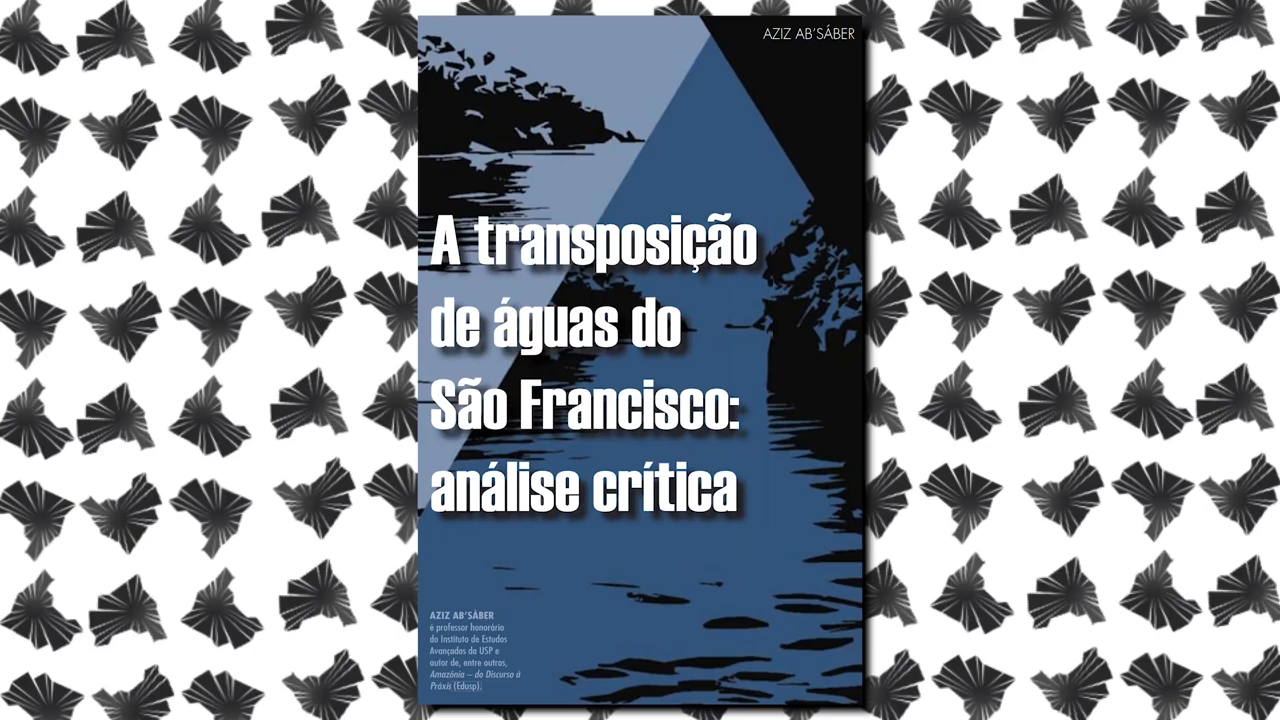 AZIZ AB'SÁBER
A transposição
de águas do
São Francisco:
análise crítica
AZIZ AB'SÁBER
é professor honorário
do Instituto de Estudos
Avançados da USP e
autor de, entre outros,
Amazônia – do Discurso à
Práxis (Edusp).